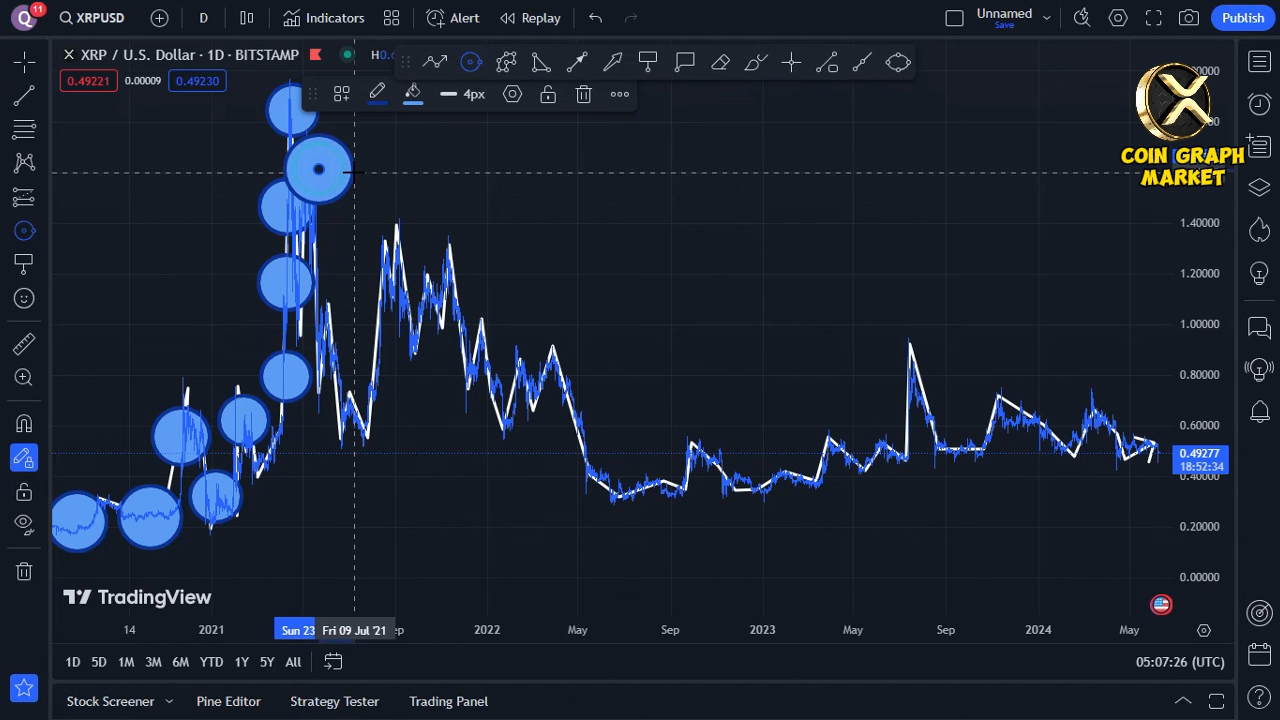 Q 11 XRPUSD D Indicators Alert Replay Unnamed Save Publish
XRP / U.S. Dollar · 1D · BITSTAMP H0.
0.49221 0.00009 0.49230
4px
COIN GRAPH
MARKET
1.40000
1.20000
1.00000
0.80000
0.60000
0.49277
18:52:34
0.40000
0.20000
0.00000
TradingView
14 2021 Sun 23 Fri 09 Jul '21 ep 2022 May Sep 2023 May Sep 2024 May
1D 5D 1M 3M 6M YTD 1Y 5Y All 05:07:26 (UTC)
Stock Screener Pine Editor Strategy Tester Trading Panel